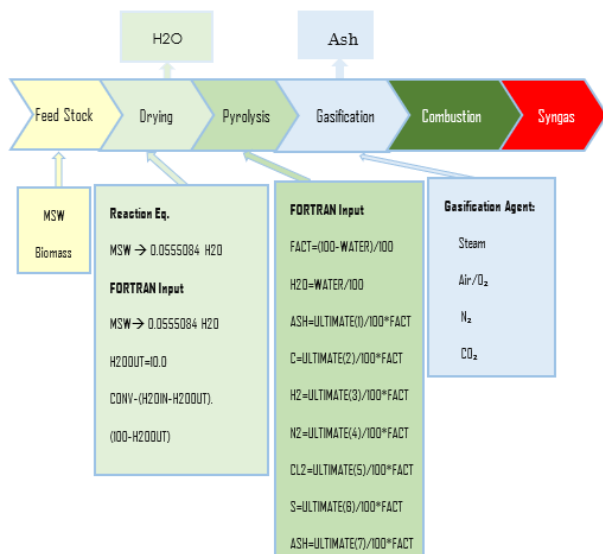 H2O
Ash
Feed Stock
Drying
Pyrolysis
Gasification
Combustion
Syngas
MSW
Biomass
Reaction Eq.
MSW → 0.0555084 H2O
FORTRAN Input
MSW → 0.0555084 H2O
H2OOUT=10.0
CONV-(H2OIN-H2OUT).
(100-H2OUT)
FORTRAN Input
FACT=(100-WATER)/100
H2O=WATER/100
ASH=ULTIMATE(1)/100*FACT
C=ULTIMATE(2)/100*FACT
H2=ULTIMATE(3)/100*FACT
N2=ULTIMATE(4)/100*FACT
CL2=ULTIMATE(5)/100*FACT
S=ULTIMATE(6)/100*FACT
ASH=ULTIMATE(7)/100*FACT
Gasification Agent:
Steam
Air/O₂
N₂
CO₂